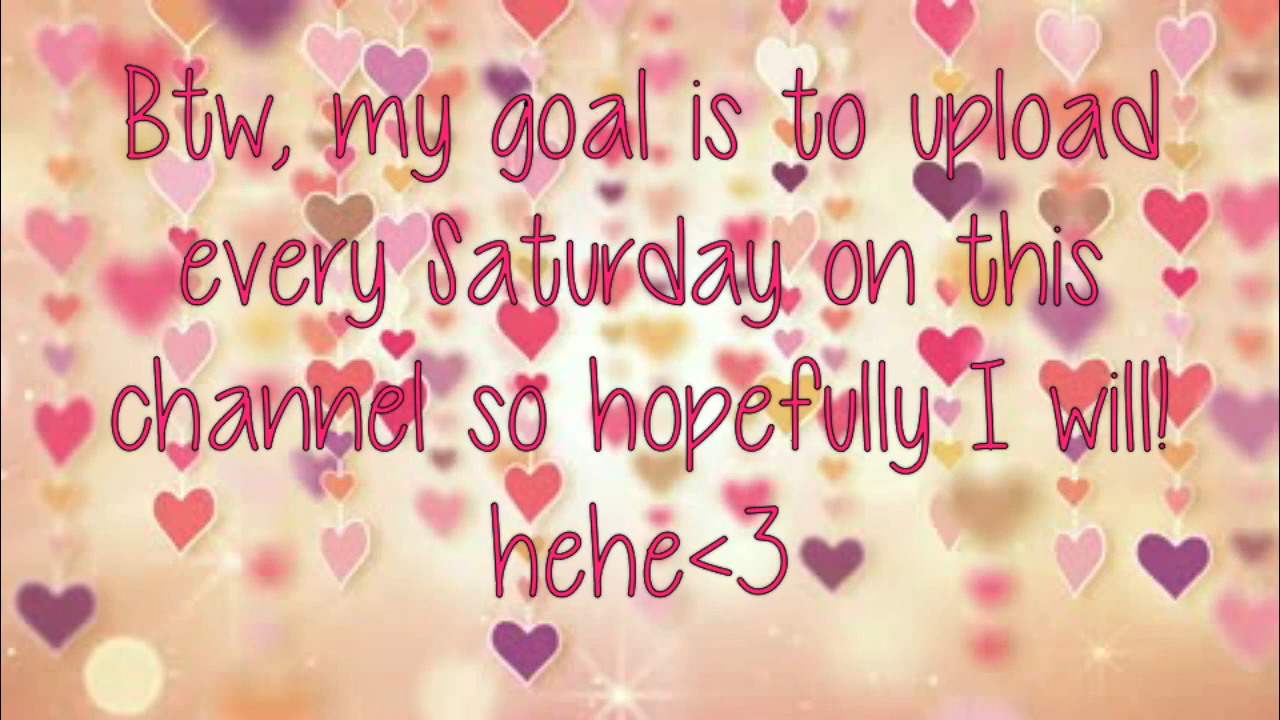 Btw, my goal is to upload
every Saturday on this
channel so hopefully I will!
hehe<3